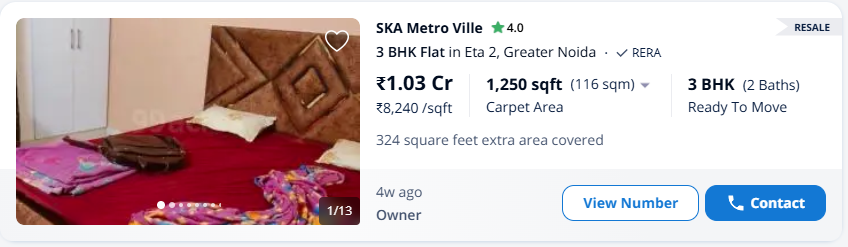 SKA Metro Ville ★ 4.0
RESALE
3 BHK Flat in Eta 2, Greater Noida · ✓ RERA
₹1.03 Cr
₹8,240 /sqft
1,250 sqft (116 sqm)
Carpet Area
3 BHK (2 Baths)
Ready To Move
324 square feet extra area covered
1/13
4w ago
Owner
View Number
Contact